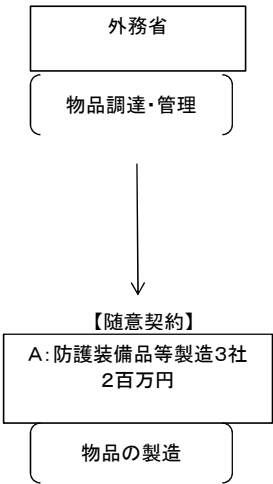 外務省
物品調達・管理
【随意契約】
A:防護装備品等製造3社
2百万円
物品の製造